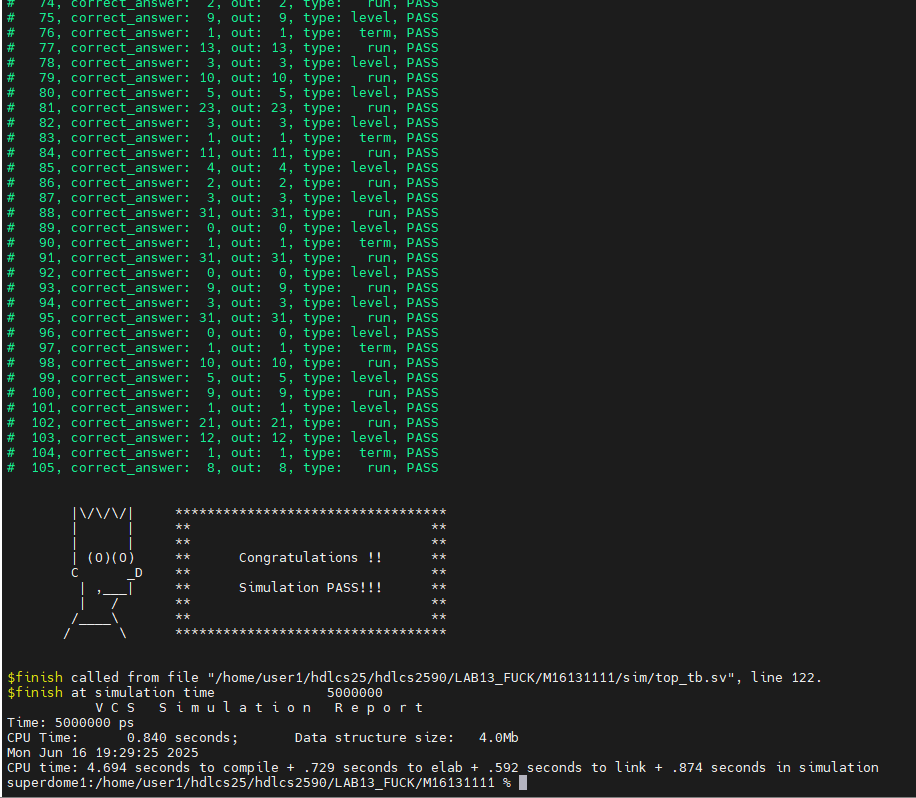 #   74, correct_answer:  2, out:  2, type:   run, PASS
#   75, correct_answer:  9, out:  9, type: level, PASS
#   76, correct_answer:  1, out:  1, type:  term, PASS
#   77, correct_answer: 13, out: 13, type:   run, PASS
#   78, correct_answer:  3, out:  3, type: level, PASS
#   79, correct_answer: 10, out: 10, type:   run, PASS
#   80, correct_answer:  5, out:  5, type: level, PASS
#   81, correct_answer: 23, out: 23, type:   run, PASS
#   82, correct_answer:  3, out:  3, type: level, PASS
#   83, correct_answer:  1, out:  1, type:  term, PASS
#   84, correct_answer: 11, out: 11, type:   run, PASS
#   85, correct_answer:  4, out:  4, type: level, PASS
#   86, correct_answer:  2, out:  2, type:   run, PASS
#   87, correct_answer:  3, out:  3, type: level, PASS
#   88, correct_answer: 31, out: 31, type:   run, PASS
#   89, correct_answer:  0, out:  0, type: level, PASS
#   90, correct_answer:  1, out:  1, type:  term, PASS
#   91, correct_answer: 31, out: 31, type:   run, PASS
#   92, correct_answer:  0, out:  0, type: level, PASS
#   93, correct_answer:  9, out:  9, type:   run, PASS
#   94, correct_answer:  3, out:  3, type: level, PASS
#   95, correct_answer: 31, out: 31, type:   run, PASS
#   96, correct_answer:  0, out:  0, type: level, PASS
#   97, correct_answer:  1, out:  1, type:  term, PASS
#   98, correct_answer: 10, out: 10, type:   run, PASS
#   99, correct_answer:  5, out:  5, type: level, PASS
#  100, correct_answer:  9, out:  9, type:   run, PASS
#  101, correct_answer:  1, out:  1, type: level, PASS
#  102, correct_answer: 21, out: 21, type:   run, PASS
#  103, correct_answer: 12, out: 12, type: level, PASS
#  104, correct_answer:  1, out:  1, type:  term, PASS
#  105, correct_answer:  8, out:  8, type:   run, PASS
        |\/\/\/|     **********************************
        |      |     **                              **
        |      |     **                              **
        | (O)(O)     **      Congratulations !!      **
        C      _D    **                              **
         | ,___|     **      Simulation PASS!!!      **
         |   /       **                              **
        /____\       **                              **
       /      \      **********************************
$finish called from file "/home/user1/hdlcs25/hdlcs2590/LAB13_FUCK/M16131111/sim/top_tb.sv", line 122.
$finish at simulation time              5000000
           V C S   S i m u l a t i o n   R e p o r t
Time: 5000000 ps
CPU Time:      0.840 seconds;       Data structure size:   4.0Mb
Mon Jun 16 19:29:25 2025
CPU time: 4.694 seconds to compile + .729 seconds to elab + .592 seconds to link + .874 seconds in simulation
superdome1:/home/user1/hdlcs25/hdlcs2590/LAB13_FUCK/M16131111 %